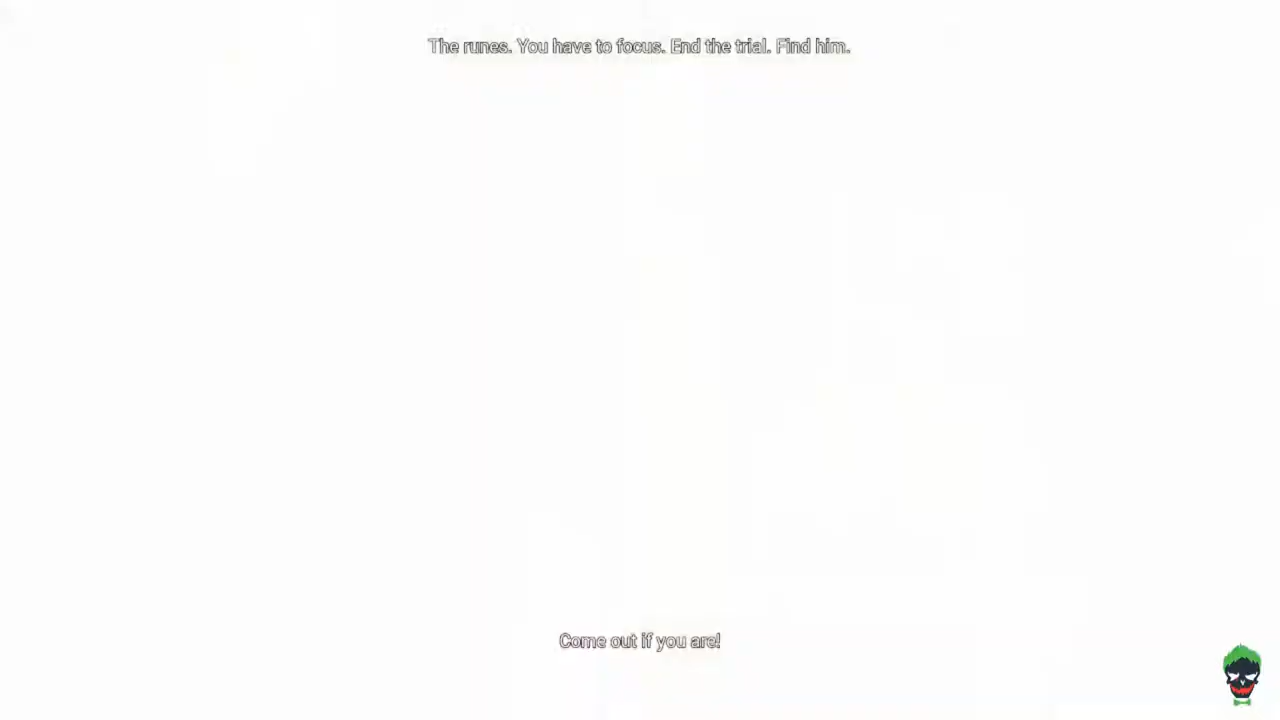 The runes. You have to focus. End the trial. Find him.
Come out if you are!